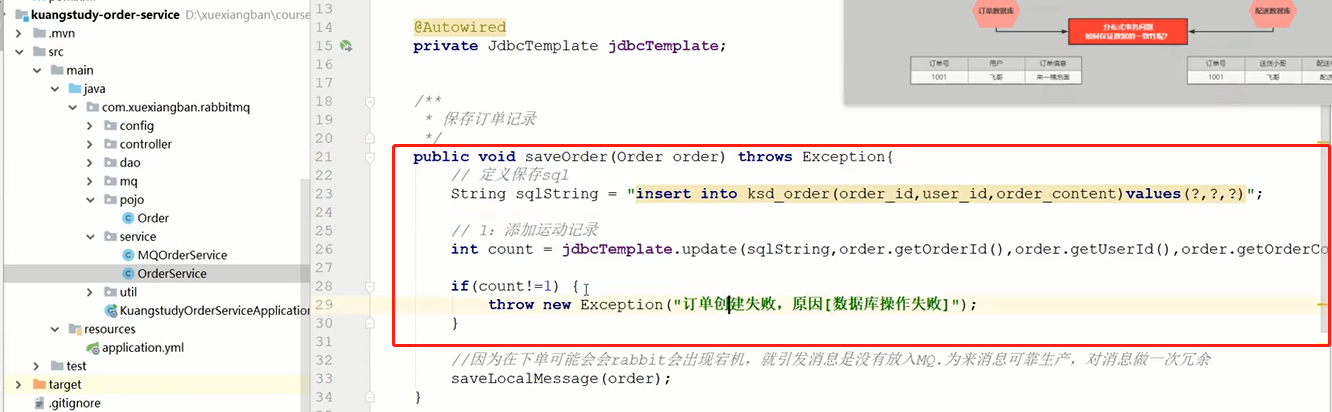 kuangstudy-order-service D:\xuexiangban\course
.mvn
src
main
java
com.xuexiangban.rabbitmq
config
controller
dao
mq
pojo
Order
service
MQOrderService
OrderService
util
KuangstudyOrderServiceApplication
resources
application.yml
test
target
.gitignore
13
14 @Autowired
15 private JdbcTemplate jdbcTemplate;
16
17
18 /**
19 * 保存订单记录
20 */
21 public void saveOrder(Order order) throws Exception{
22 // 定义保存sql
23 String sqlString = "insert into ksd_order(order_id,user_id,order_content)values(?,?,?)";
24
25 // 1：添加运动记录
26 int count = jdbcTemplate.update(sqlString,order.getOrderId(),order.getUserId(),order.getOrderCo
27
28 if(count!=1) {
29 throw new Exception("订单创建失败，原因[数据库操作失败]");
30 }
31
32 //因为在下单可能会会rabbit会出现宕机，就引发消息是没有放入MQ.为来消息可靠生产，对消息做一次冗余
33 saveLocalMessage(order);
34 }
订单数据库
配送数据库
分布式事务问题
如何保证数据的一致性呢?
订单号 用户 订单信息
1001 飞哥 来一桶泡面
订单号 送货小哥 配送
1001 飞哥 配送